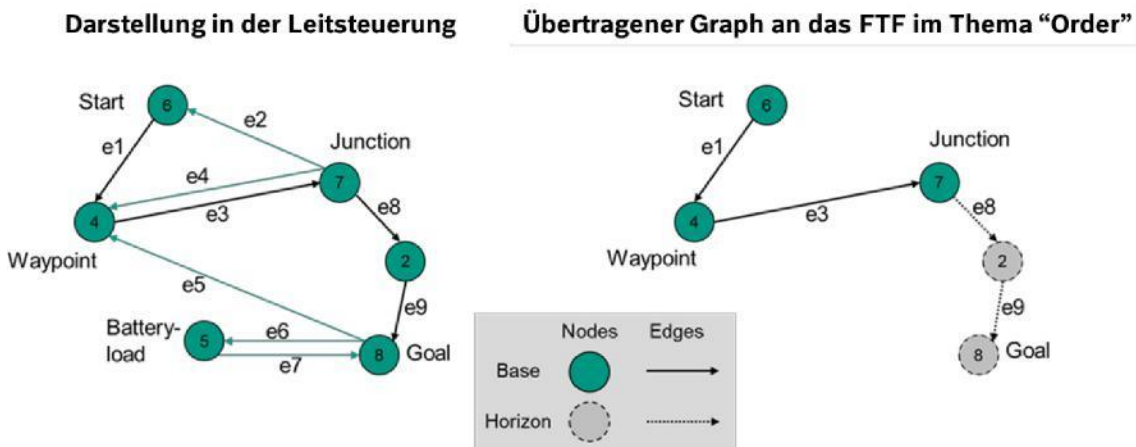 Darstellung in der Leitsteuerung
Übertragener Graph an das FTF im Thema “Order”
Start
6
e1
e2
Junction
e4
7
e3
e8
4
Waypoint
2
e5
e9
Battery-
load
5
e6
e7
8
Goal
Start
6
e1
Junction
7
e8
4
e3
Waypoint
2
e9
8
Goal
Nodes
Edges
Base
Horizon